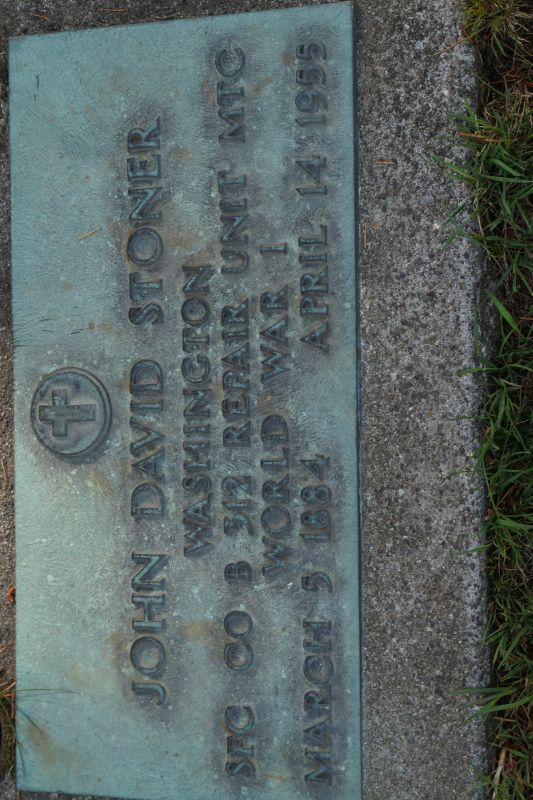 JOHN DAVID STONER
WASHINGTON
SFC CO B 312 REPAIR UNIT MTC
WORLD WAR I
MARCH 5 1884 APRIL 14 1955